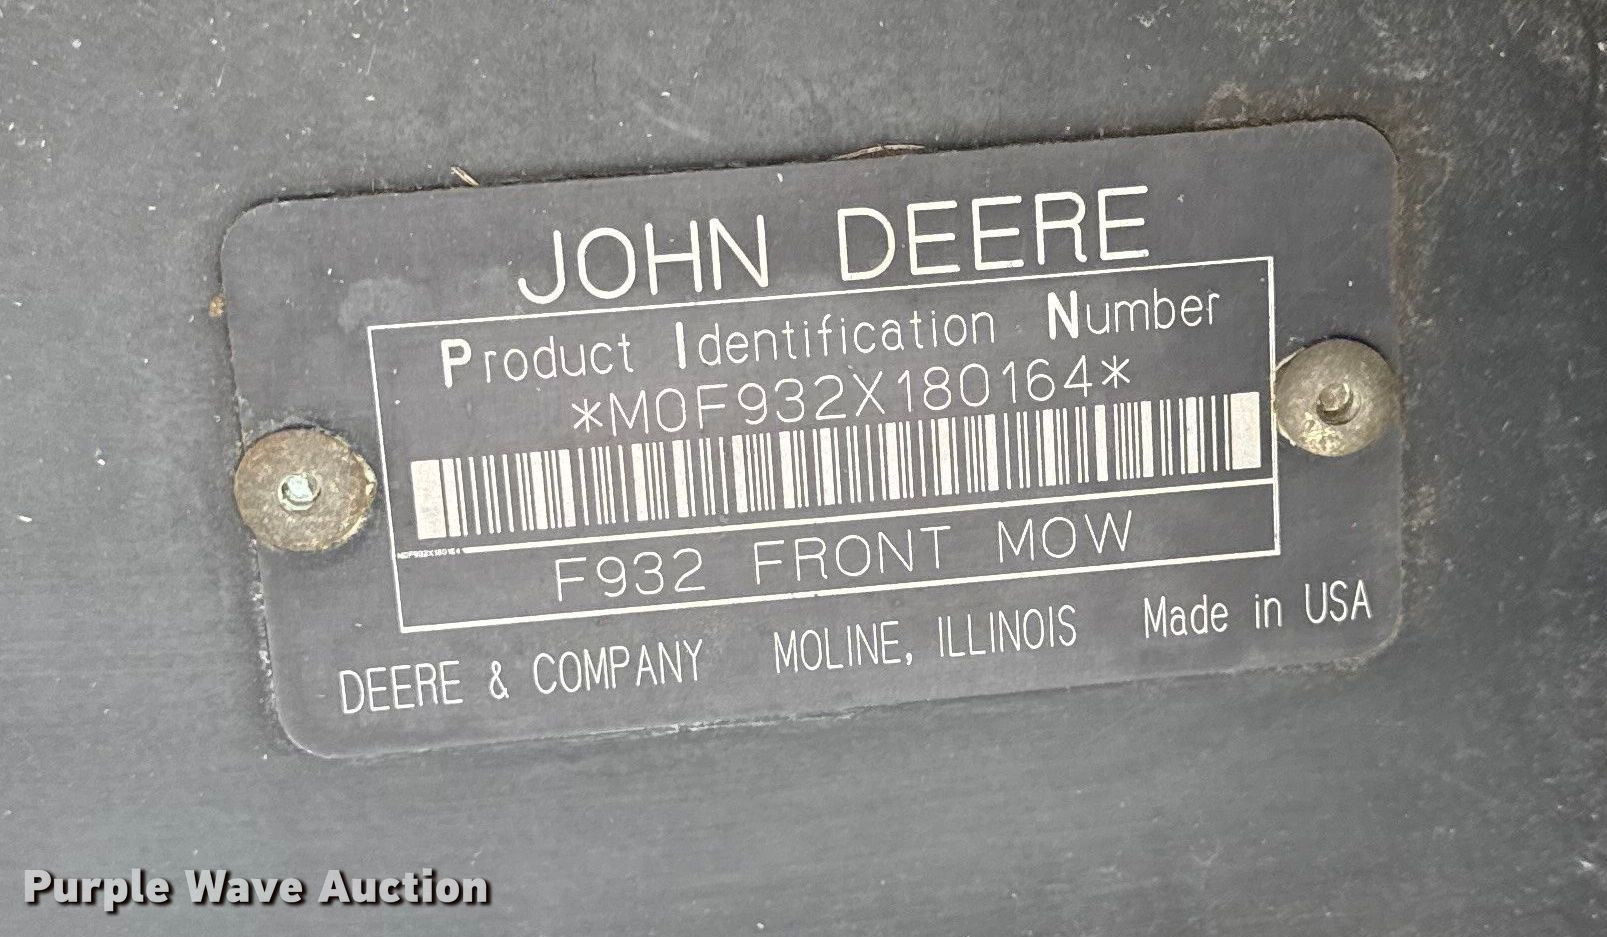 JOHN DEERE
Product Identification Number
*M0F932X180164*
M0F932X180164
F932 FRONT MOW
DEERE & COMPANY MOLINE, ILLINOIS Made in USA
Purple Wave Auction